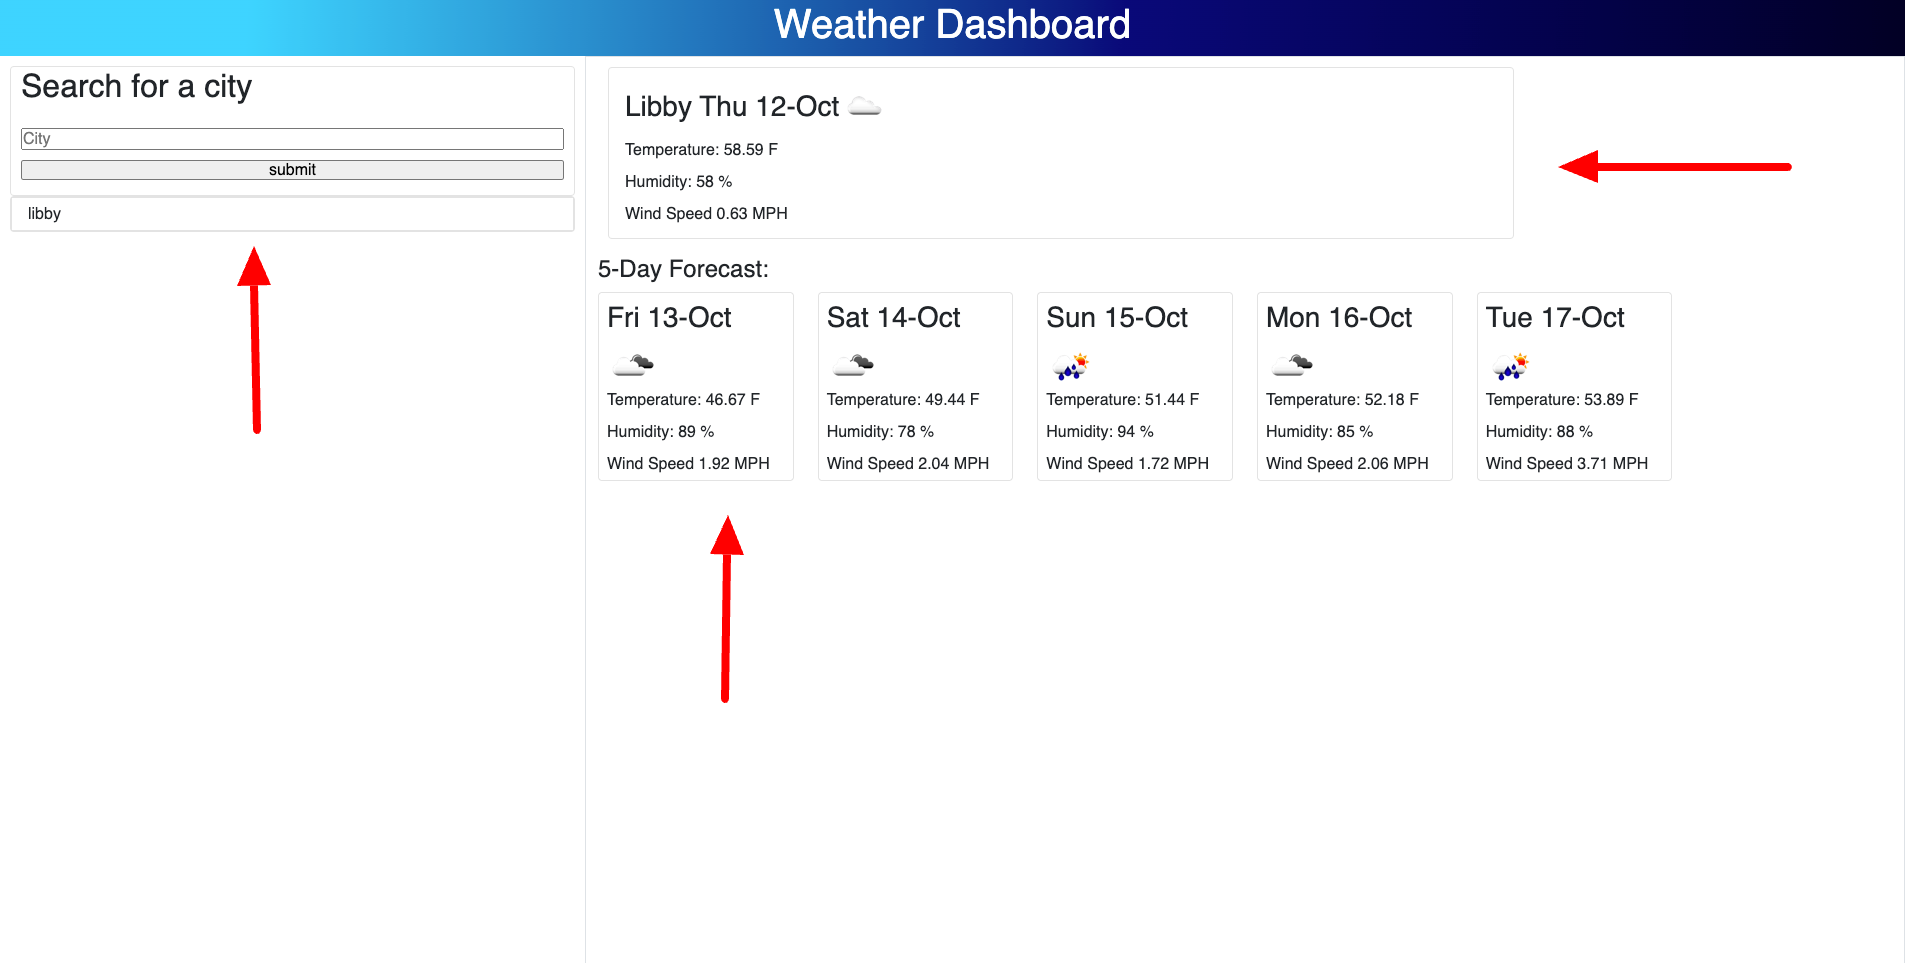 Weather Dashboard
Search for a city
City
submit
libby
Libby Thu 12-Oct
Temperature: 58.59 F
Humidity: 58 %
Wind Speed 0.63 MPH
5-Day Forecast:
Fri 13-Oct
Temperature: 46.67 F
Humidity: 89 %
Wind Speed 1.92 MPH
Sat 14-Oct
Temperature: 49.44 F
Humidity: 78 %
Wind Speed 2.04 MPH
Sun 15-Oct
Temperature: 51.44 F
Humidity: 94 %
Wind Speed 1.72 MPH
Mon 16-Oct
Temperature: 52.18 F
Humidity: 85 %
Wind Speed 2.06 MPH
Tue 17-Oct
Temperature: 53.89 F
Humidity: 88 %
Wind Speed 3.71 MPH